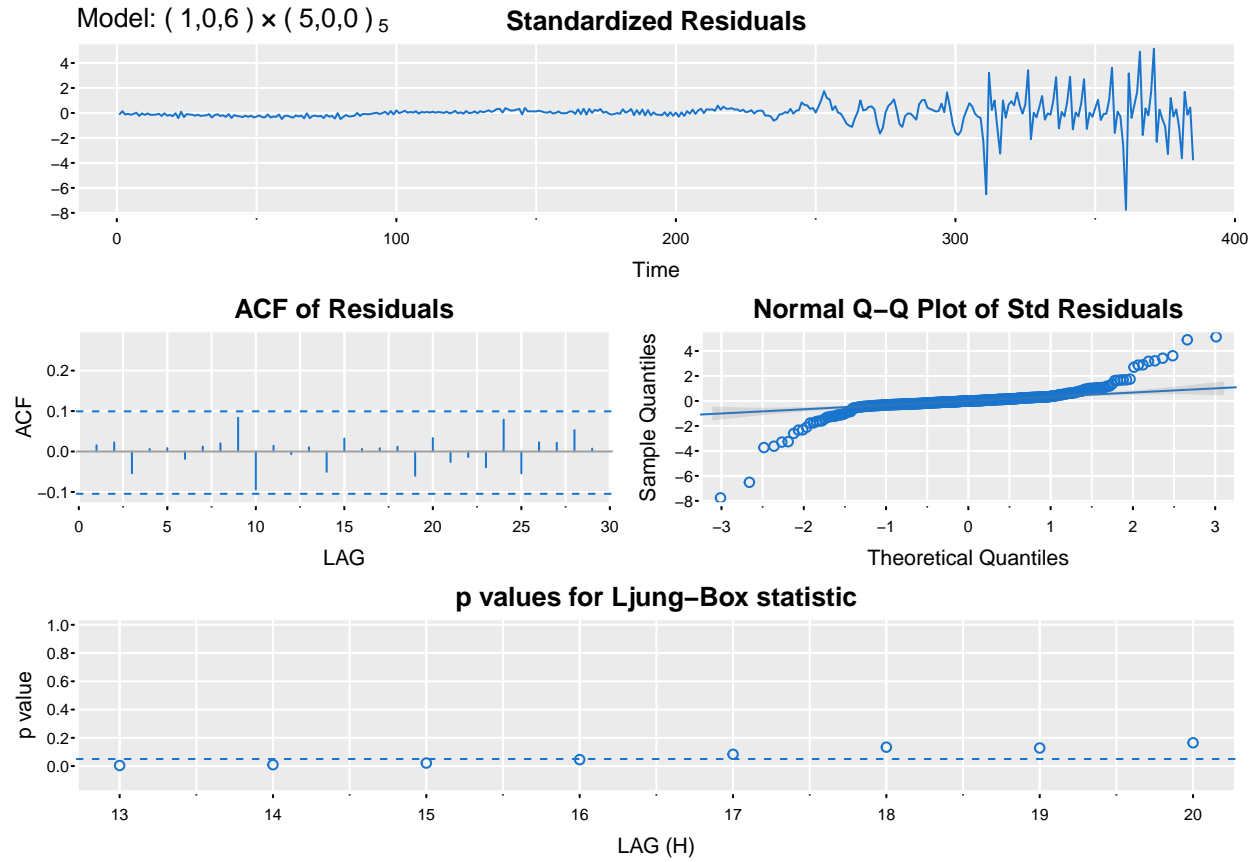 Model: ( 1,0,6 ) × ( 5,0,0 ) 5
Standardized Residuals
4
2
0
−2
−4
−6
−8
0 100 200 300 400
Time
ACF of Residuals
0.2
0.1
0.0
−0.1
ACF
0 5 10 15 20 25 30
LAG
Normal Q−Q Plot of Std Residuals
4
2
0
−2
−4
−6
−8
Sample Quantiles
−3 −2 −1 0 1 2 3
Theoretical Quantiles
p values for Ljung−Box statistic
1.0
0.8
0.6
0.4
0.2
0.0
p value
13 14 15 16 17 18 19 20
LAG (H)